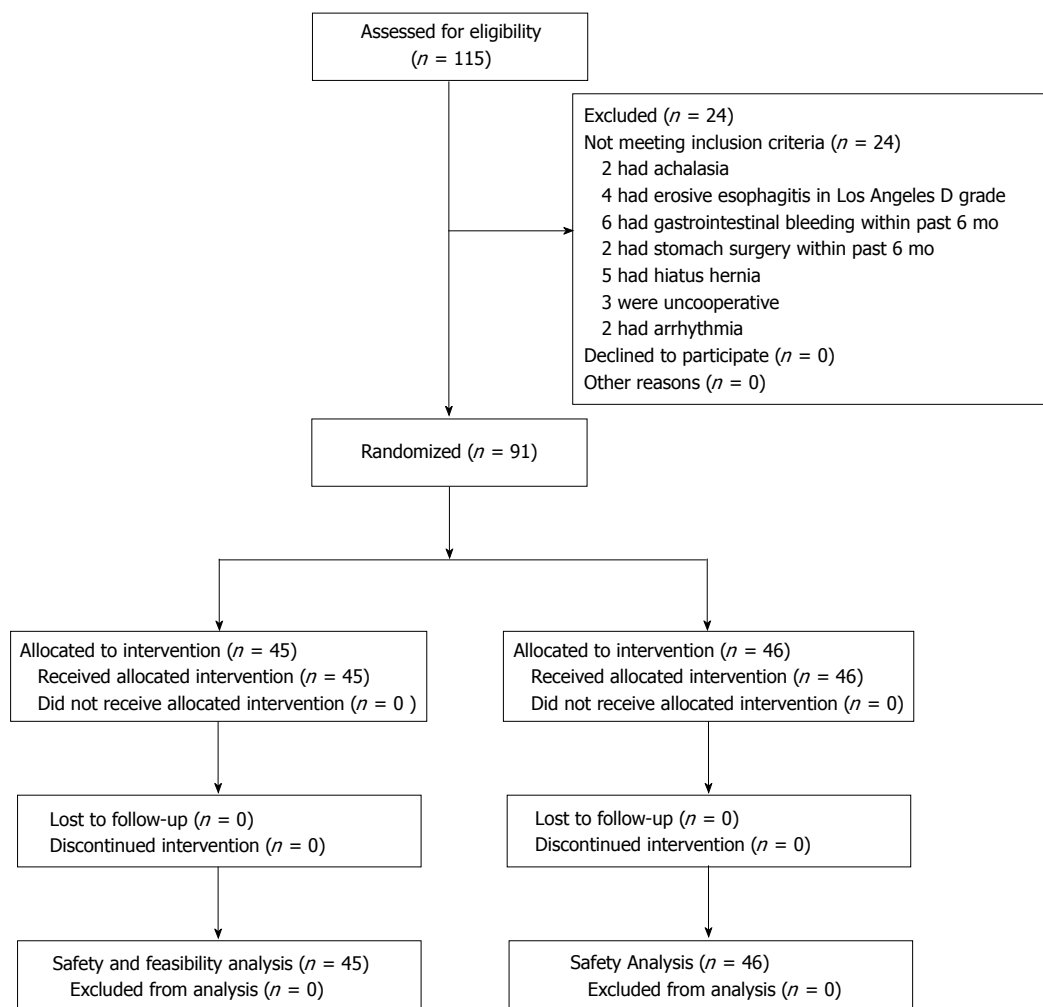 Assessed for eligibility
(n = 115)
Excluded (n = 24)
Not meeting inclusion criteria (n = 24)
2 had achalasia
4 had erosive esophagitis in Los Angeles D grade
6 had gastrointestinal bleeding within past 6 mo
2 had stomach surgery within past 6 mo
5 had hiatus hernia
3 were uncooperative
2 had arrhythmia
Declined to participate (n = 0)
Other reasons (n = 0)
Randomized (n = 91)
Allocated to intervention (n = 45)
Received allocated intervention (n = 45)
Did not receive allocated intervention (n = 0 )
Allocated to intervention (n = 46)
Received allocated intervention (n = 46)
Did not receive allocated intervention (n = 0)
Lost to follow-up (n = 0)
Discontinued intervention (n = 0)
Lost to follow-up (n = 0)
Discontinued intervention (n = 0)
Safety and feasibility analysis (n = 45)
Excluded from analysis (n = 0)
Safety Analysis (n = 46)
Excluded from analysis (n = 0)